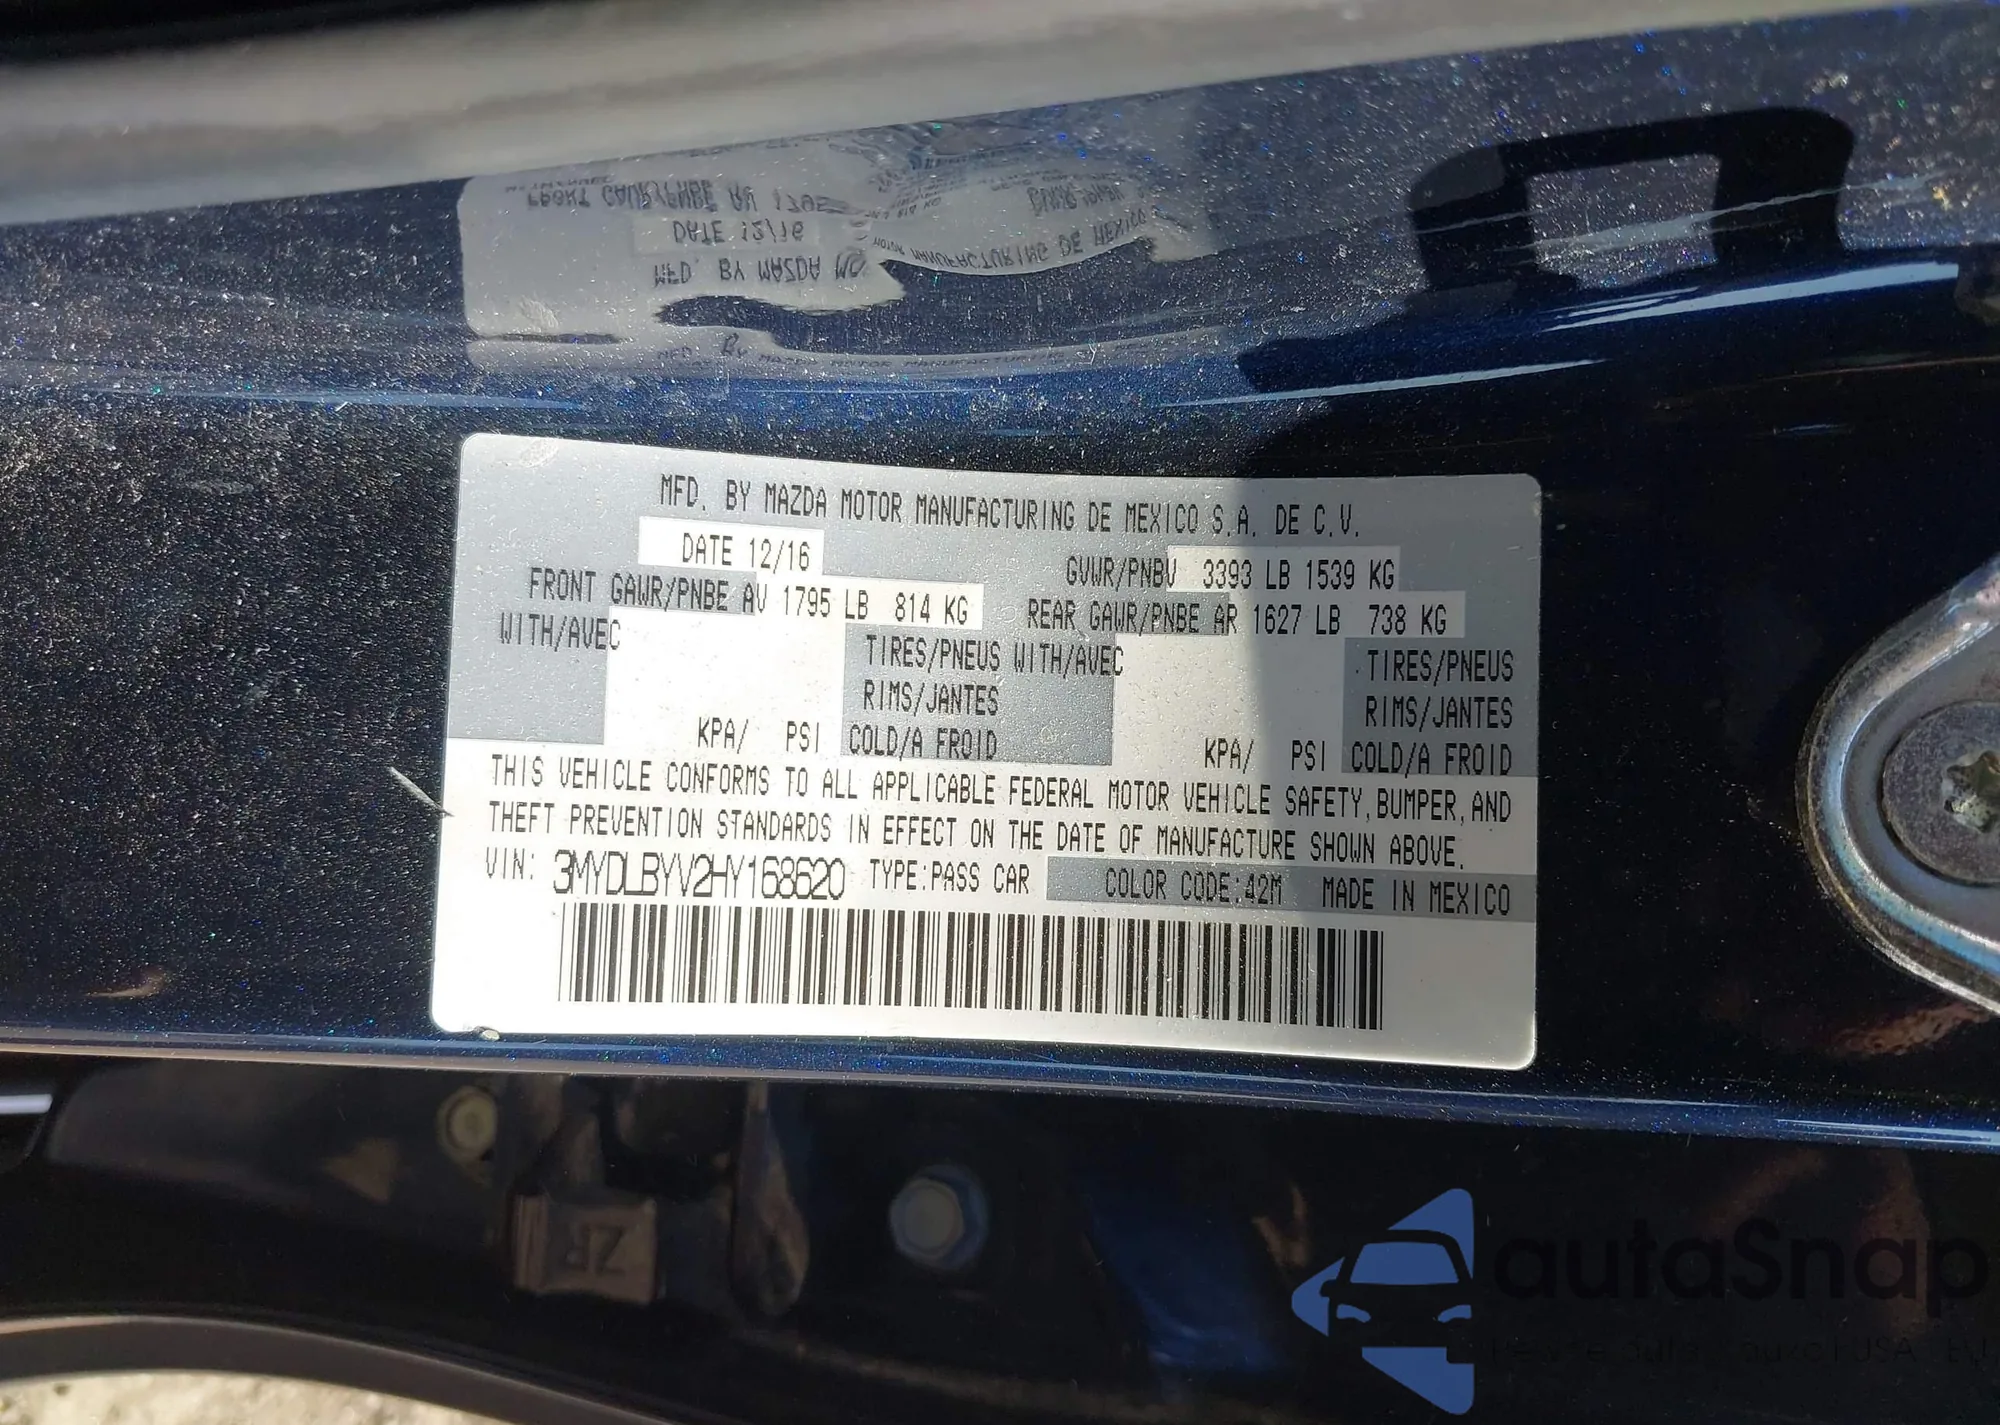 MFD. BY MAZDA MOTOR MANUFACTURING DE MEXICO S.A. DE C.V.
DATE 12/16 GVWR/PNBV 3393 LB 1539 KG
FRONT GAWR/PNBE AV 1795 LB 814 KG REAR GAWR/PNBE AR 1627 LB 738 KG
WITH/AVEC TIRES/PNEUS WITH/AVEC TIRES/PNEUS
RIMS/JANTES RIMS/JANTES
KPA/ PSI COLD/A FROID KPA/ PSI COLD/A FROID
THIS VEHICLE CONFORMS TO ALL APPLICABLE FEDERAL MOTOR VEHICLE SAFETY, BUMPER, AND
THEFT PREVENTION STANDARDS IN EFFECT ON THE DATE OF MANUFACTURE SHOWN ABOVE.
VIN: 3MYDLBYV2HY168620 TYPE:PASS CAR COLOR CODE:42M MADE IN MEXICO
autoSnap